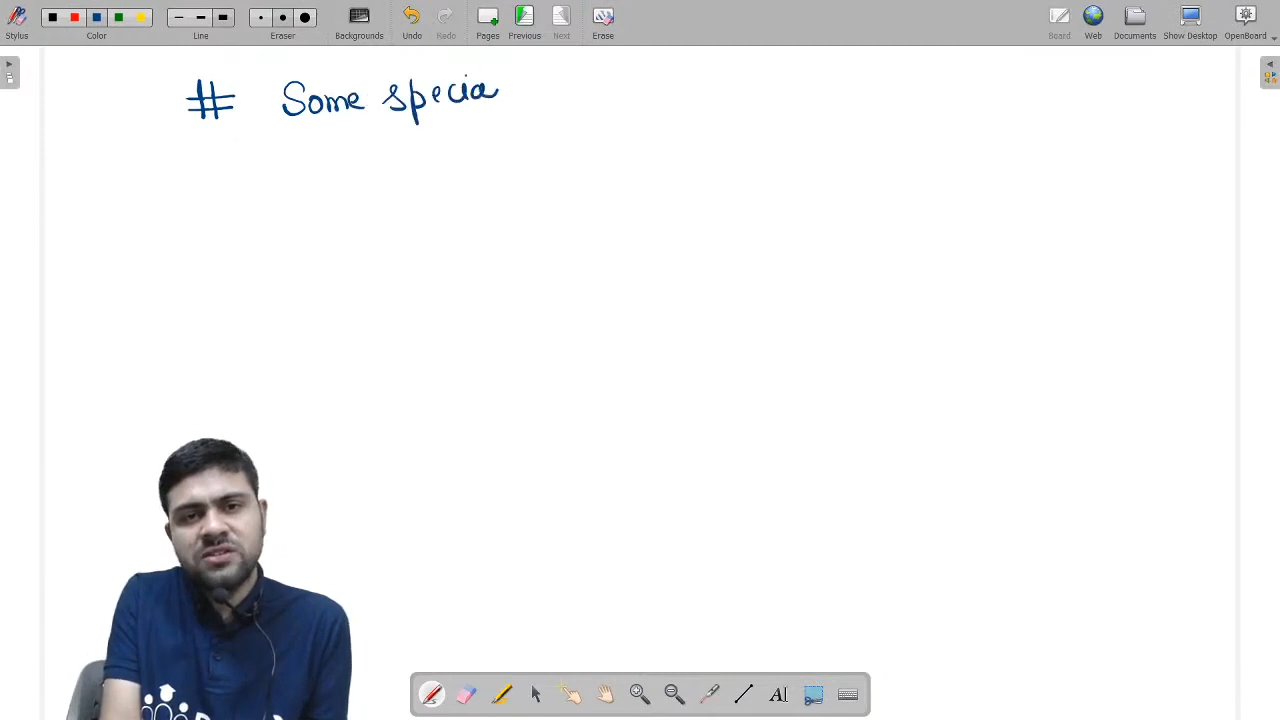 Stylus
Color
Line
Eraser
Backgrounds
Undo
Redo
Pages
Previous
Next
Erase
Board
Web
Documents
Show Desktop
OpenBoard
# Some specia
AI